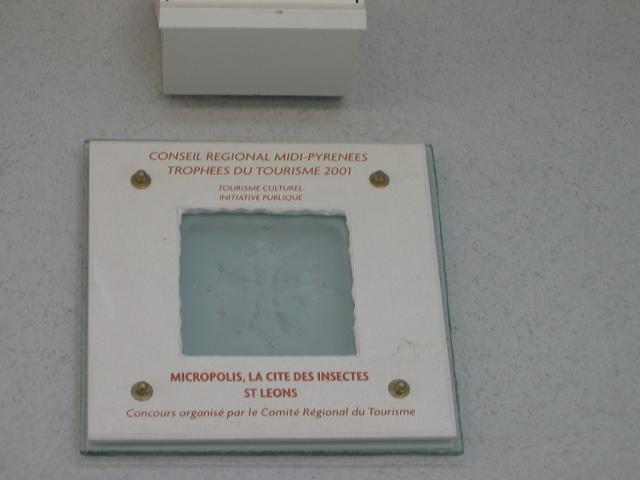 CONSEIL REGIONAL MIDI-PYRENEES
TROPHEES DU TOURISME 2001
TOURISME CULTUREL
INITIATIVE PUBLIQUE
MICROPOLIS, LA CITE DES INSECTES
ST LEONS
Concours organisé par le Comité Régional du Tourisme